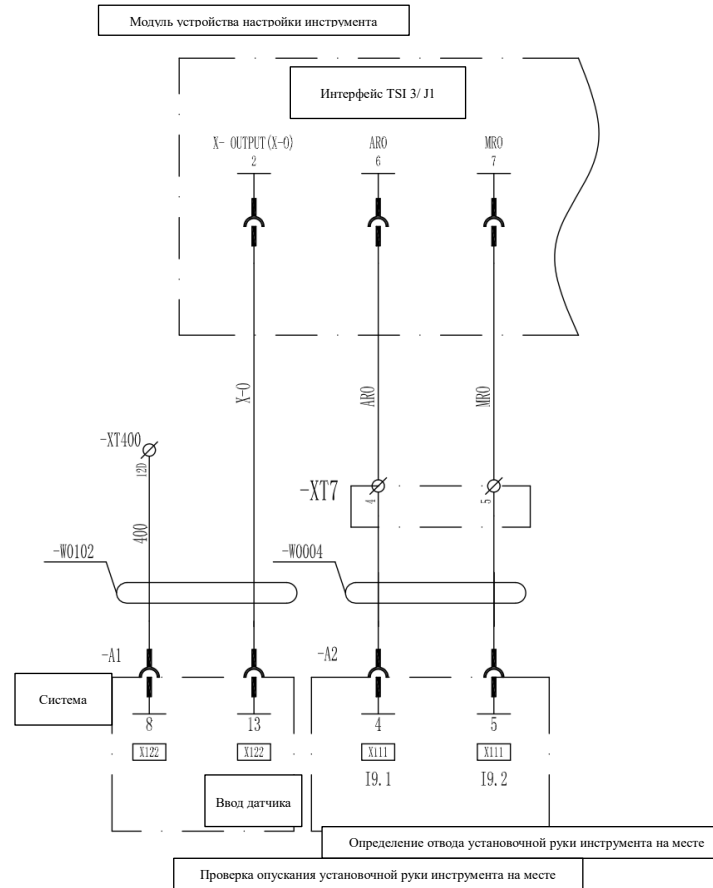 Модуль устройства настройки инструмента
Интерфейс TSI 3/ J1
X- OUTPUT(X-O) ARO MRO
2 6 7
X-O ARO MRO
-XT400
12D
-XT7
4 5
400
-W0102 -W0004
-A1 -A2
Система
8 13 4 5
X122 X122 X111 X111
I9.1 I9.2
Ввод датчика
Определение отвода установочной руки инструмента на месте
Проверка опускания установочной руки инструмента на месте